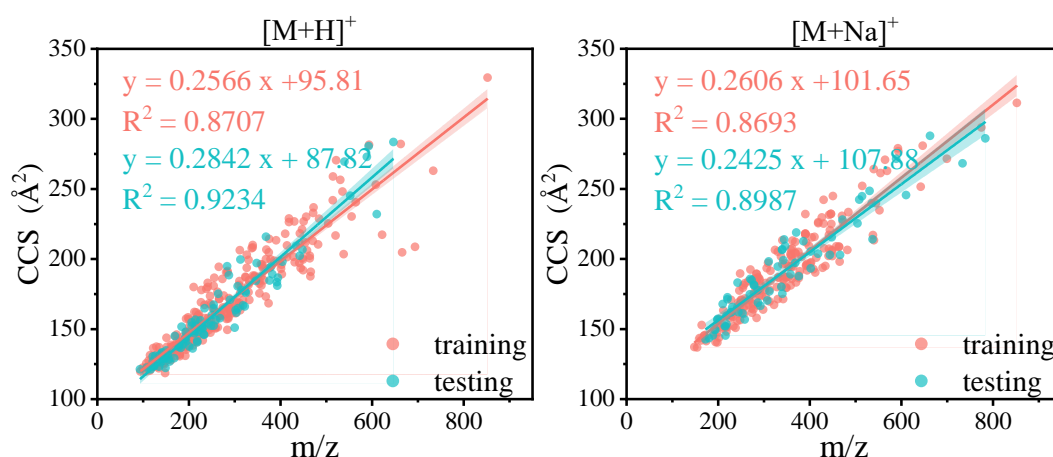 [M+H]⁺
350
300
250
200
150
100
CCS (Å²)
y = 0.2566 x +95.81
R² = 0.8707
y = 0.2842 x + 87.82
R² = 0.9234
training
testing
0 200 400 600 800
m/z
[M+Na]⁺
350
300
250
200
150
100
CCS (Å²)
y = 0.2606 x +101.65
R² = 0.8693
y = 0.2425 x + 107.88
R² = 0.8987
training
testing
0 200 400 600 800
m/z